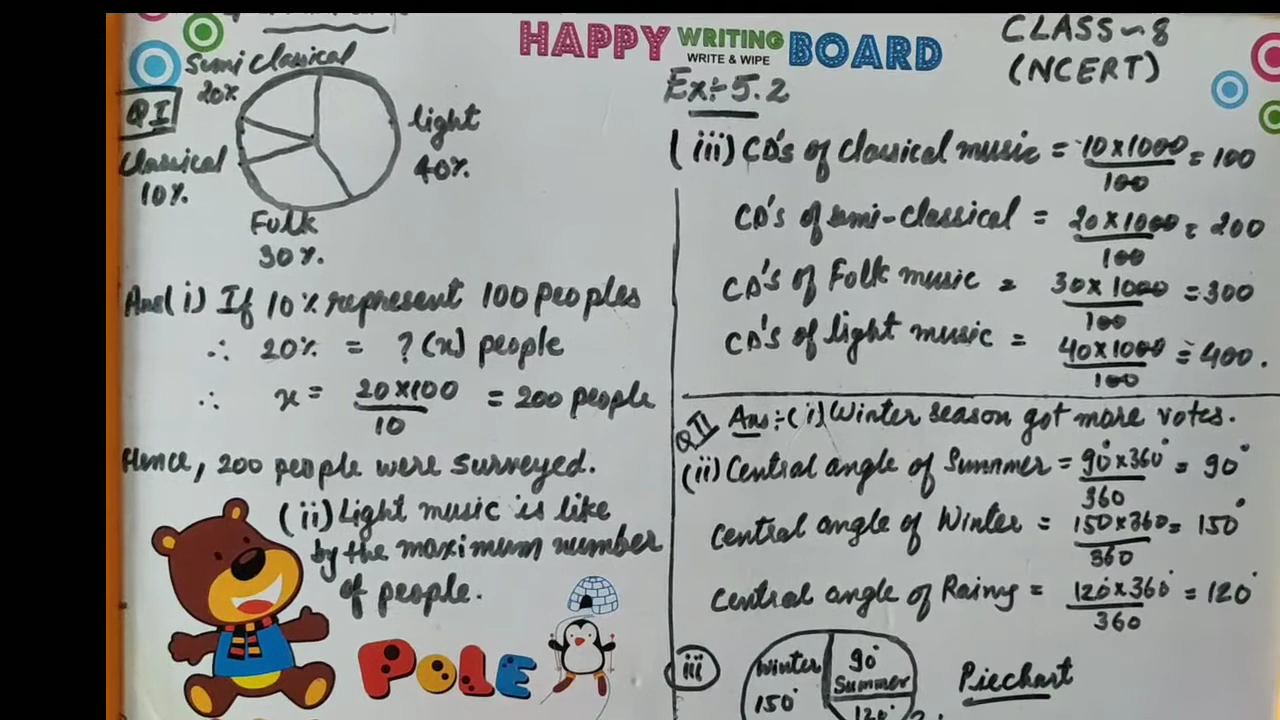 HAPPY WRITING BOARD
WRITE & WIPE
CLASS-8
(NCERT)
Semi Classical
20%
QI
Classical
10%
light
40%
Folk
30%.
Ans(i) If 10% represent 100 peoples
∴ 20% = ?(x) people
∴ x = 20×100/10 = 200 people
Hence, 200 people were surveyed.
(ii) Light music is like
by the maximum number
of people.
POLE
Ex÷5.2
(iii) CD's of classical music = 10×1000/100 = 100
CD's of semi-classical = 20×1000/100 = 200
CD's of Folk music = 30×1000/100 = 300
CD's of light music = 40×1000/100 = 400.
QII Ans÷(i) Winter season got more votes.
(ii) Central angle of Summer = 90°×360°/360 = 90°
Central angle of Winter = 150×360/360 = 150°
Central angle of Rainy = 120°×360°/360 = 120°
iii
Winter
150°
90°
Summer
120°
Piechart